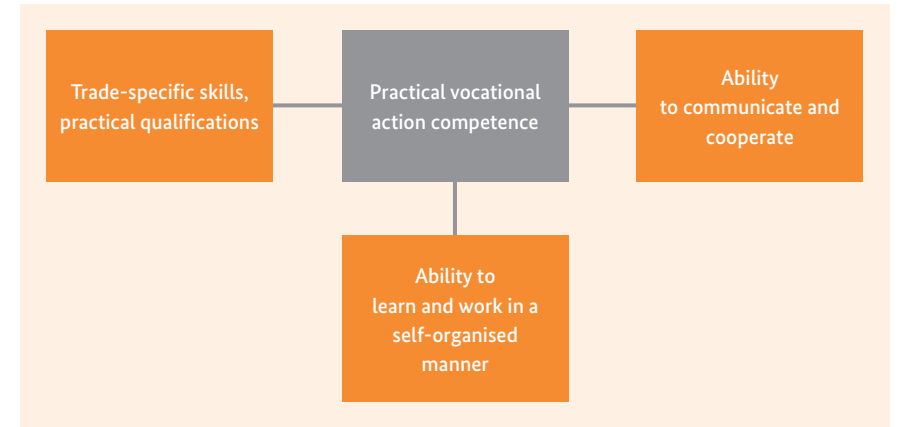 Trade-specific skills,
practical qualifications
Practical vocational
action competence
Ability
to communicate and
cooperate
Ability to
learn and work in a
self-organised
manner